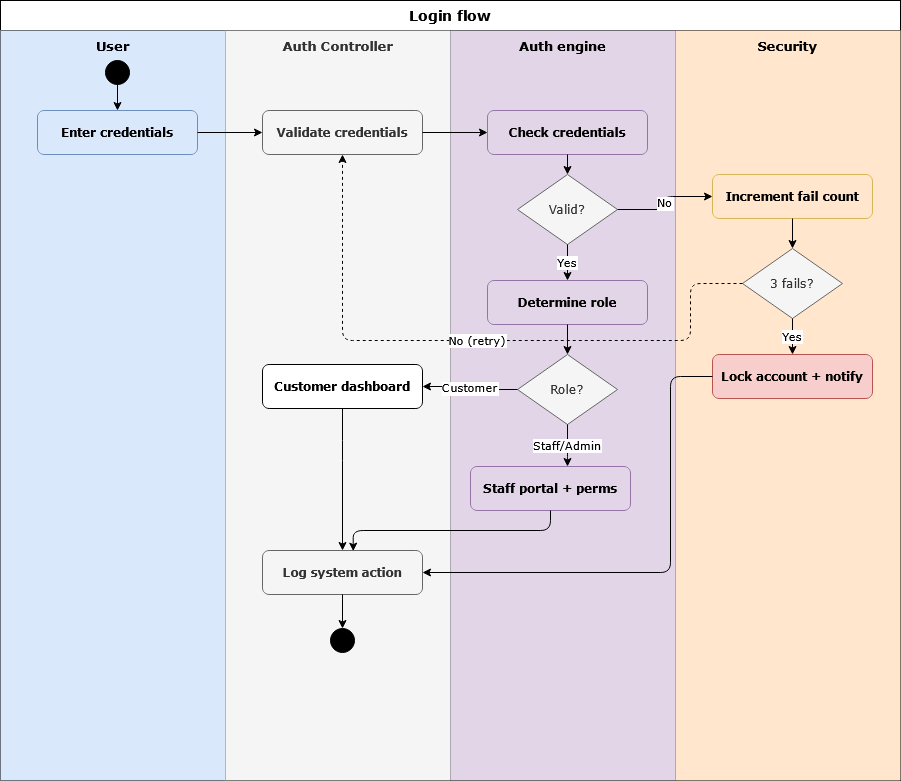 Login flow
User
Auth Controller
Auth engine
Security
Enter credentials
Validate credentials
Check credentials
Valid?
No
Increment fail count
Yes
3 fails?
Determine role
No (retry)
Yes
Customer dashboard
Customer
Role?
Lock account + notify
Staff/Admin
Staff portal + perms
Log system action